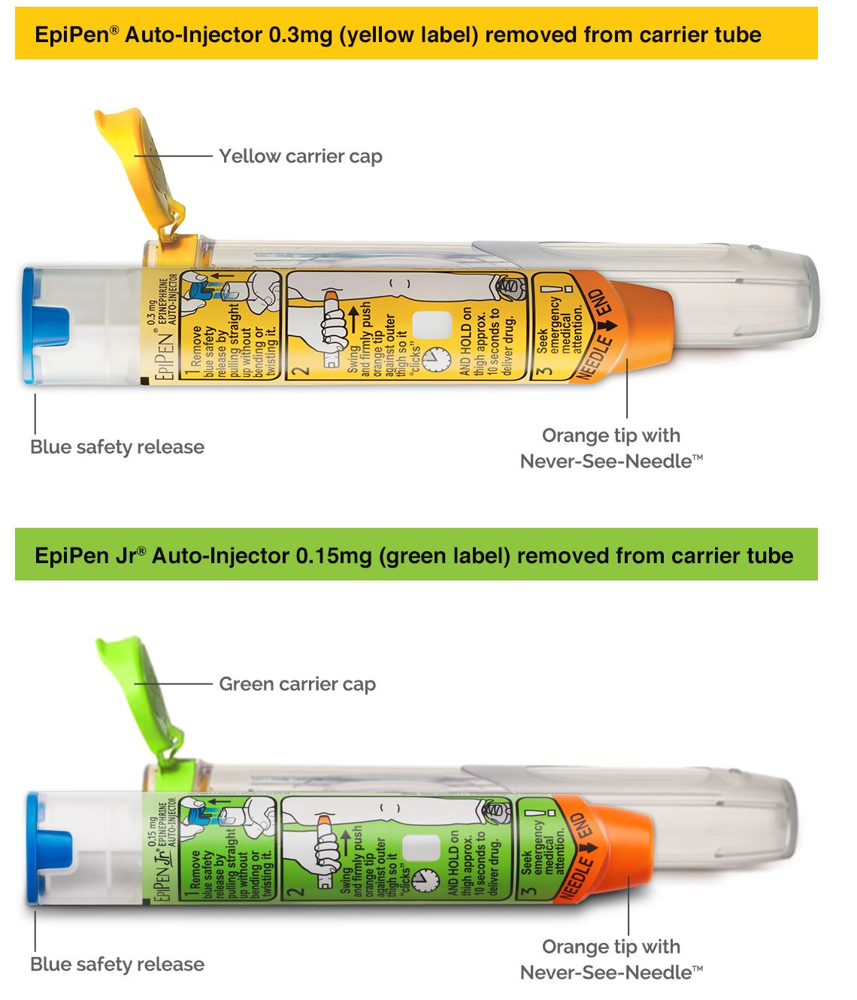 EpiPen® Auto-Injector 0.3mg (yellow label) removed from carrier tube
Yellow carrier cap
EPIPEN®
0.3 mg
EPINEPHRINE
AUTO-INJECTOR
1 Remove
blue safety
release by
pulling straight
up without
bending or
twisting it.
2
Swing
and firmly push
orange tip
against outer
thigh so it
“clicks”
AND HOLD on
thigh approx.
10 seconds to
deliver drug.
3
Seek
emergency
medical
attention.
NEEDLE END
Blue safety release
Orange tip with
Never-See-Needle™
EpiPen Jr® Auto-Injector 0.15mg (green label) removed from carrier tube
Green carrier cap
EPIPEN Jr®
0.15 mg
EPINEPHRINE
AUTO-INJECTOR
1 Remove
blue safety
release by
pulling straight
up without
bending or
twisting it.
2
Swing
and firmly push
orange tip
against outer
thigh so it
“clicks”
AND HOLD on
thigh approx.
10 seconds to
deliver drug.
3
Seek
emergency
medical
attention.
NEEDLE END
Blue safety release
Orange tip with
Never-See-Needle™